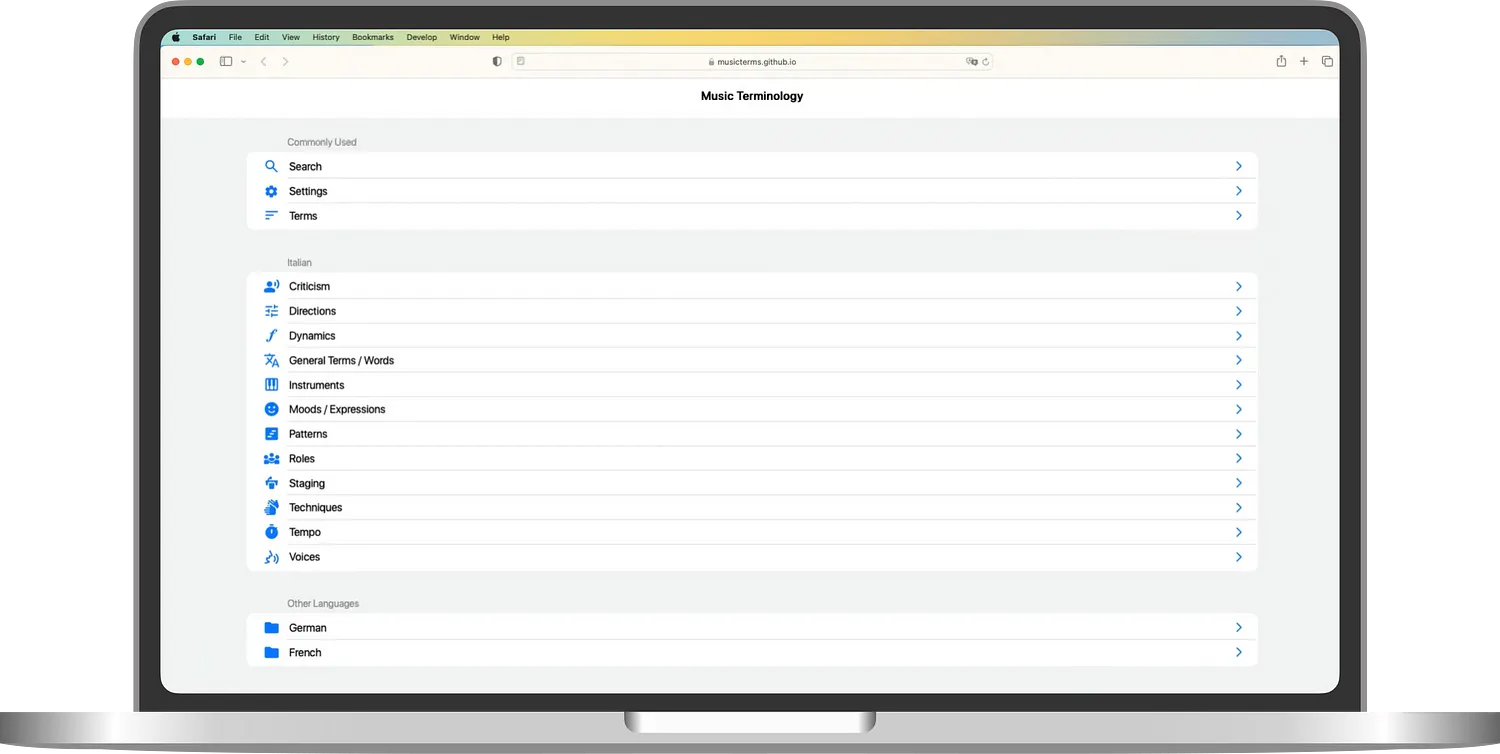 Safari File Edit View History Bookmarks Develop Window Help
musicterms.github.io
Music Terminology
Commonly Used
Search
Settings
Terms
Italian
Criticism
Directions
Dynamics
General Terms / Words
Instruments
Moods / Expressions
Patterns
Roles
Staging
Techniques
Tempo
Voices
Other Languages
German
French